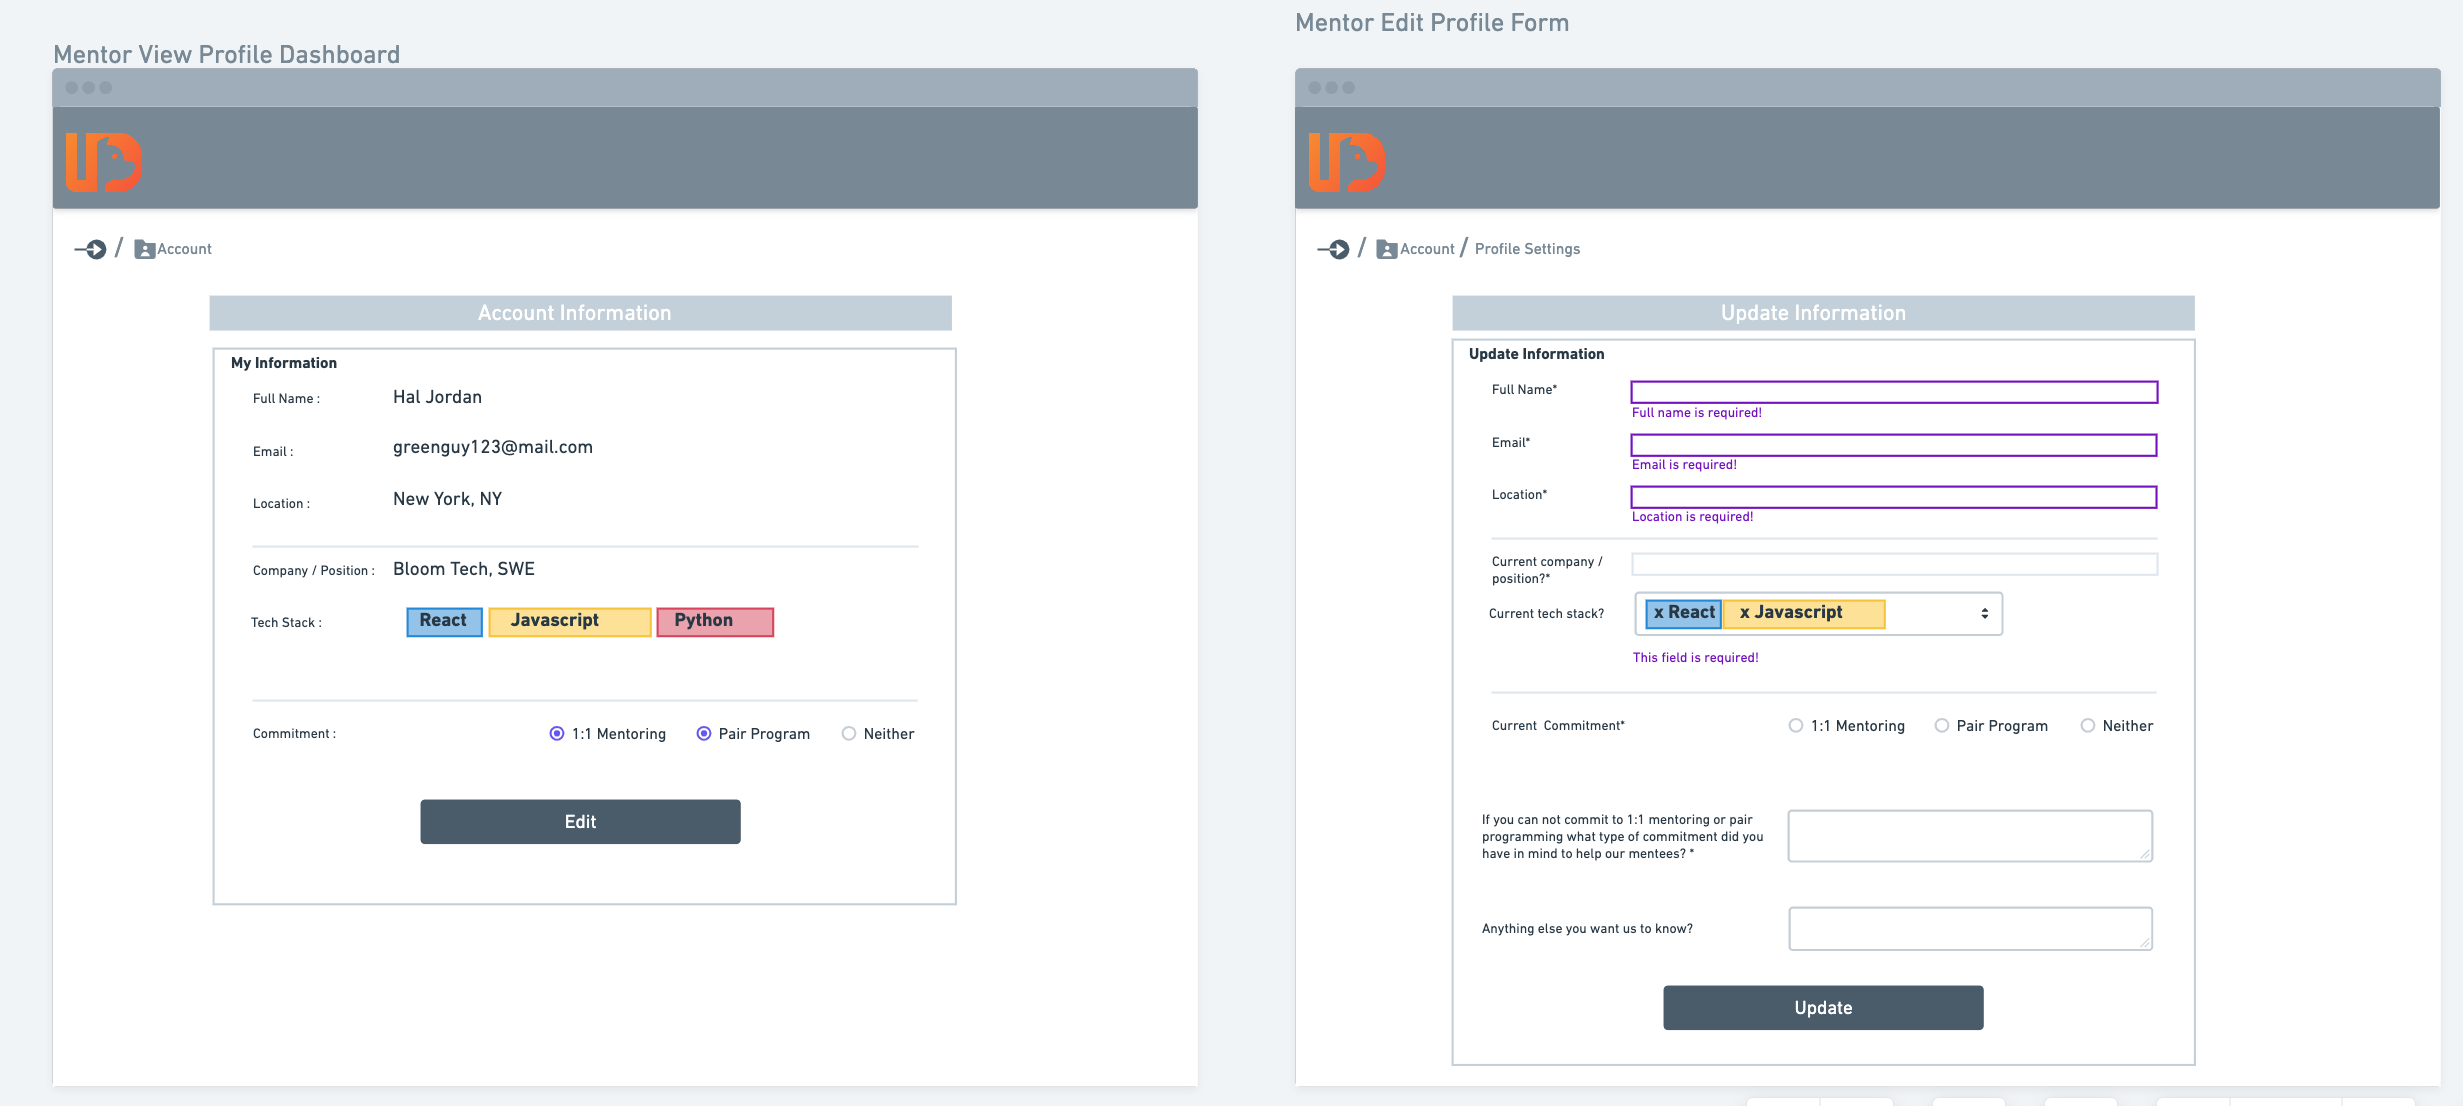 Mentor View Profile Dashboard
/ Account
Account Information
My Information
Full Name : Hal Jordan
Email : greenguy123@mail.com
Location : New York, NY
Company / Position : Bloom Tech, SWE
Tech Stack : React Javascript Python
Commitment : 1:1 Mentoring Pair Program Neither
Edit
Mentor Edit Profile Form
/ Account / Profile Settings
Update Information
Update Information
Full Name*
Full name is required!
Email*
Email is required!
Location*
Location is required!
Current company /
position?*
Current tech stack? x React x Javascript
This field is required!
Current Commitment* 1:1 Mentoring Pair Program Neither
If you can not commit to 1:1 mentoring or pair
programming what type of commitment did you
have in mind to help our mentees? *
Anything else you want us to know?
Update